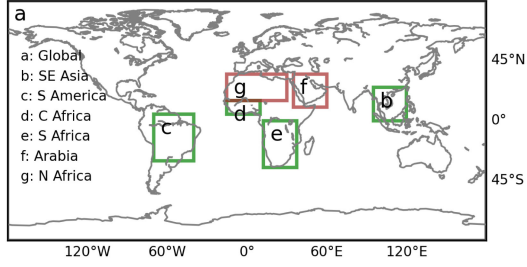 a
a: Global
b: SE Asia
c: S America
d: C Africa
e: S Africa
f: Arabia
g: N Africa
g
f
d
b
c
e
45°N
0°
45°S
120°W 60°W 0° 60°E 120°E